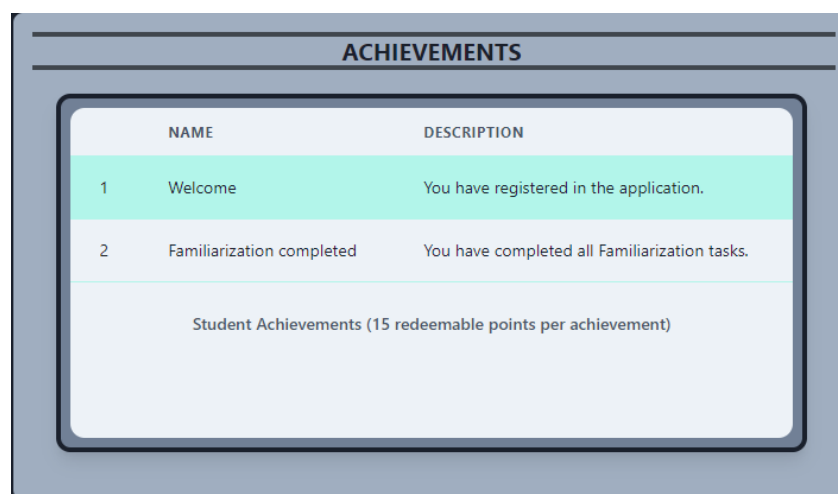 ACHIEVEMENTS
NAME DESCRIPTION
1 Welcome You have registered in the application.
2 Familiarization completed You have completed all Familiarization tasks.
Student Achievements (15 redeemable points per achievement)